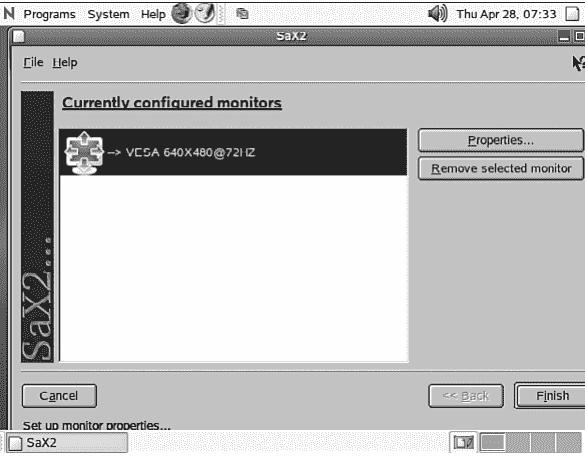 N Programs System Help Thu Apr 28, 07:33
SaX2
File Help
Currently configured monitors
--> VESA 640X480@72HZ
Properties...
Remove selected monitor
SaX2...
Cancel << Back Finish
Set up monitor properties...
SaX2